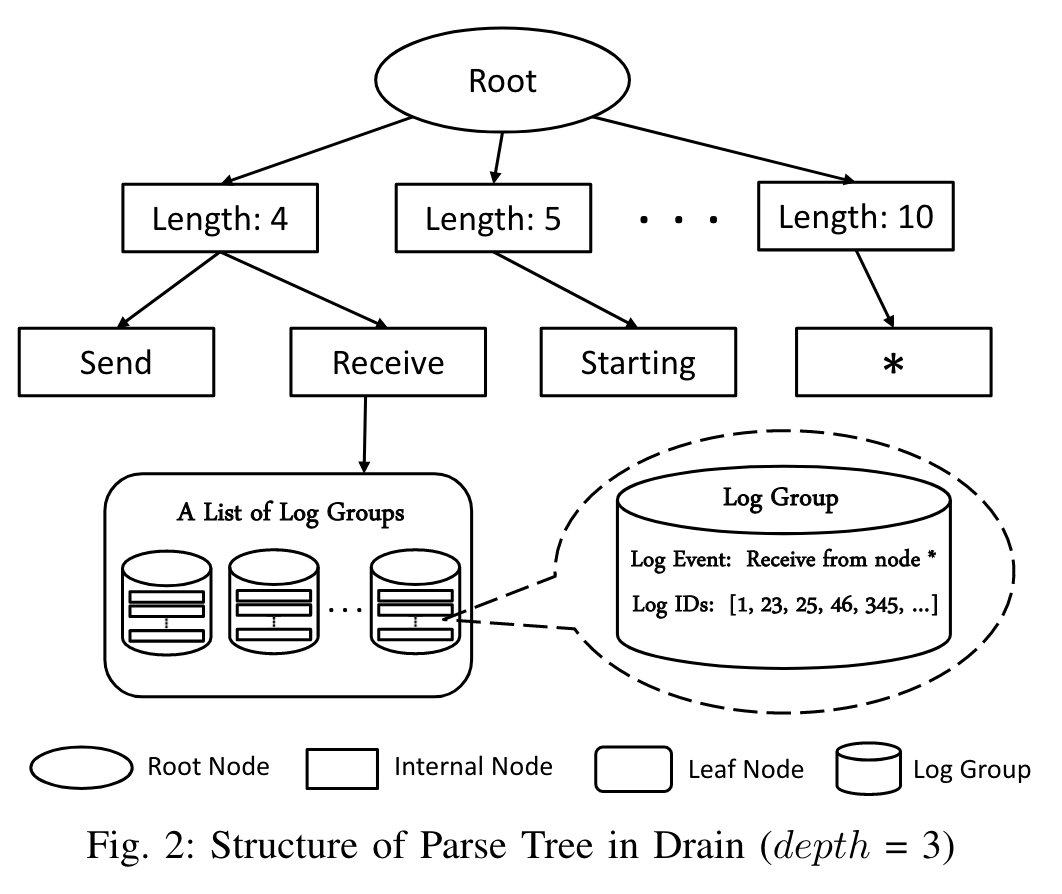 Root
Length: 4
Length: 5
. . .
Length: 10
Send
Receive
Starting
*
A List of Log Groups
...
Log Group
Log Event: Receive from node *
Log IDs: [1, 23, 25, 46, 345, ...]
Root Node
Internal Node
Leaf Node
Log Group
Fig. 2: Structure of Parse Tree in Drain (depth = 3)